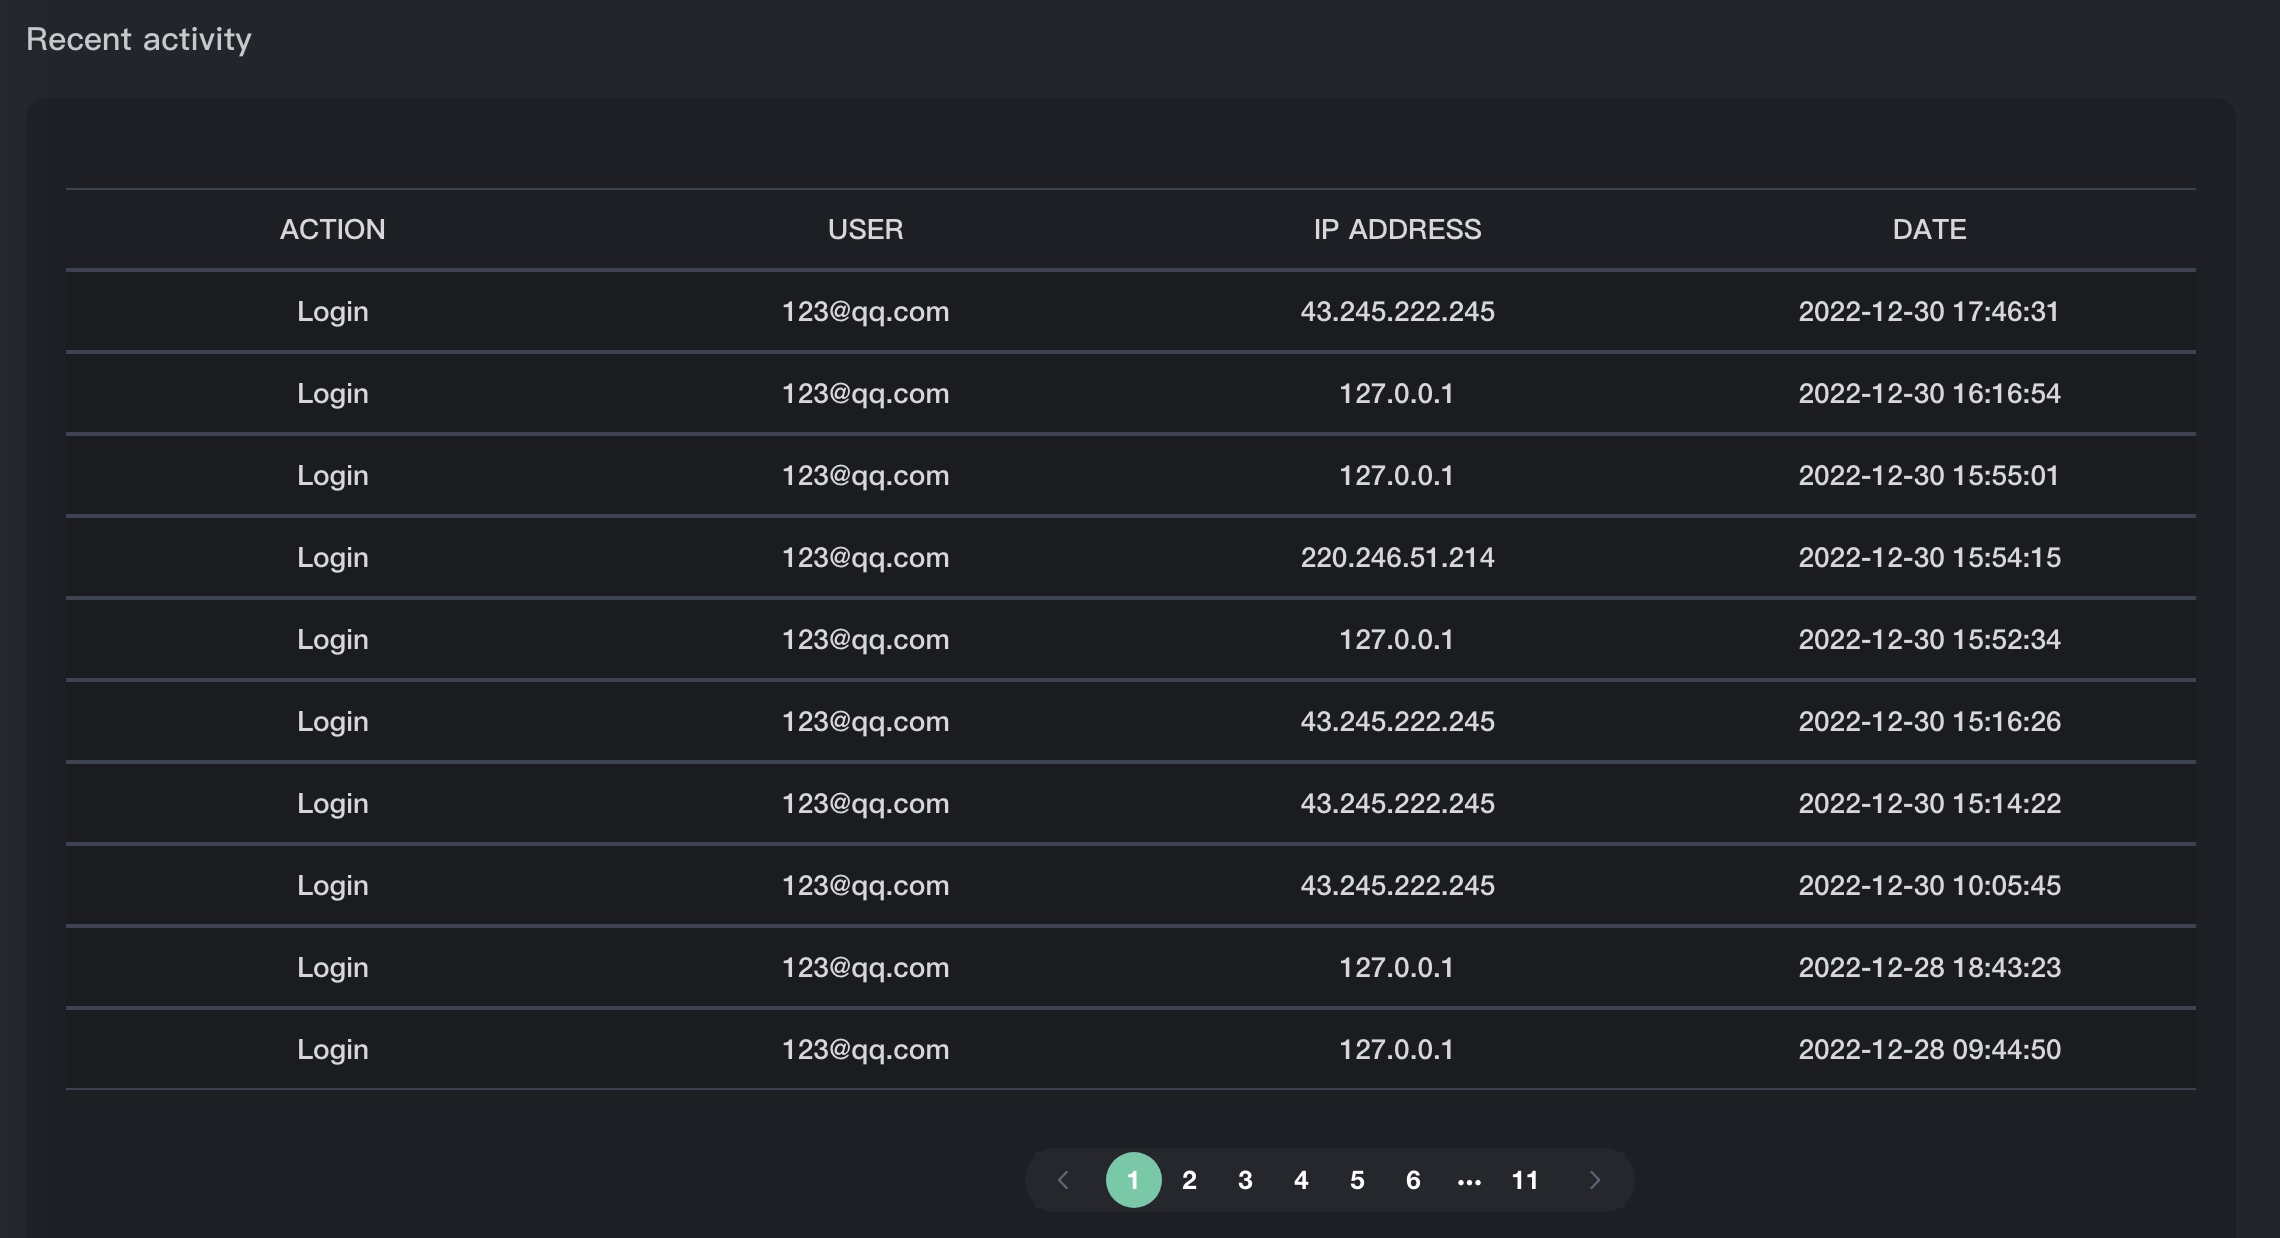 Recent activity
ACTION USER IP ADDRESS DATE
Login 123@qq.com 43.245.222.245 2022-12-30 17:46:31
Login 123@qq.com 127.0.0.1 2022-12-30 16:16:54
Login 123@qq.com 127.0.0.1 2022-12-30 15:55:01
Login 123@qq.com 220.246.51.214 2022-12-30 15:54:15
Login 123@qq.com 127.0.0.1 2022-12-30 15:52:34
Login 123@qq.com 43.245.222.245 2022-12-30 15:16:26
Login 123@qq.com 43.245.222.245 2022-12-30 15:14:22
Login 123@qq.com 43.245.222.245 2022-12-30 10:05:45
Login 123@qq.com 127.0.0.1 2022-12-28 18:43:23
Login 123@qq.com 127.0.0.1 2022-12-28 09:44:50
1 2 3 4 5 6 ... 11